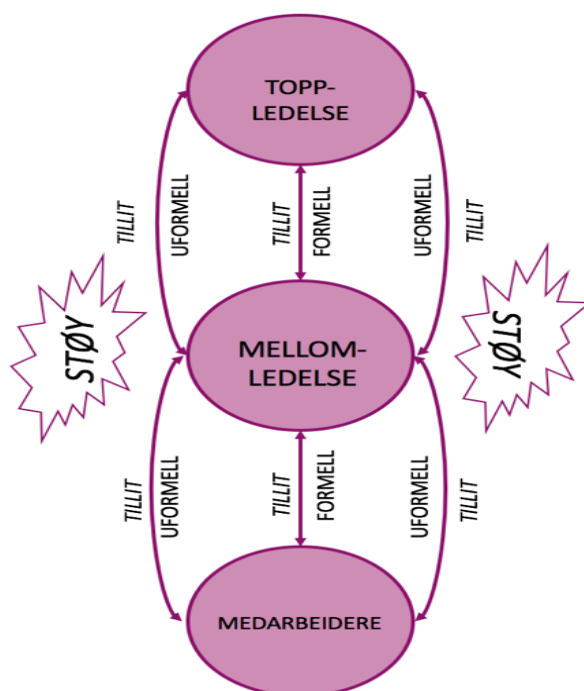 TOPP-
LEDELSE
TILLIT
UFORMELL
TILLIT
FORMELL
UFORMELL
TILLIT
STØY
MELLOM-
LEDELSE
STØY
TILLIT
UFORMELL
TILLIT
FORMELL
UFORMELL
TILLIT
MEDARBEIDERE